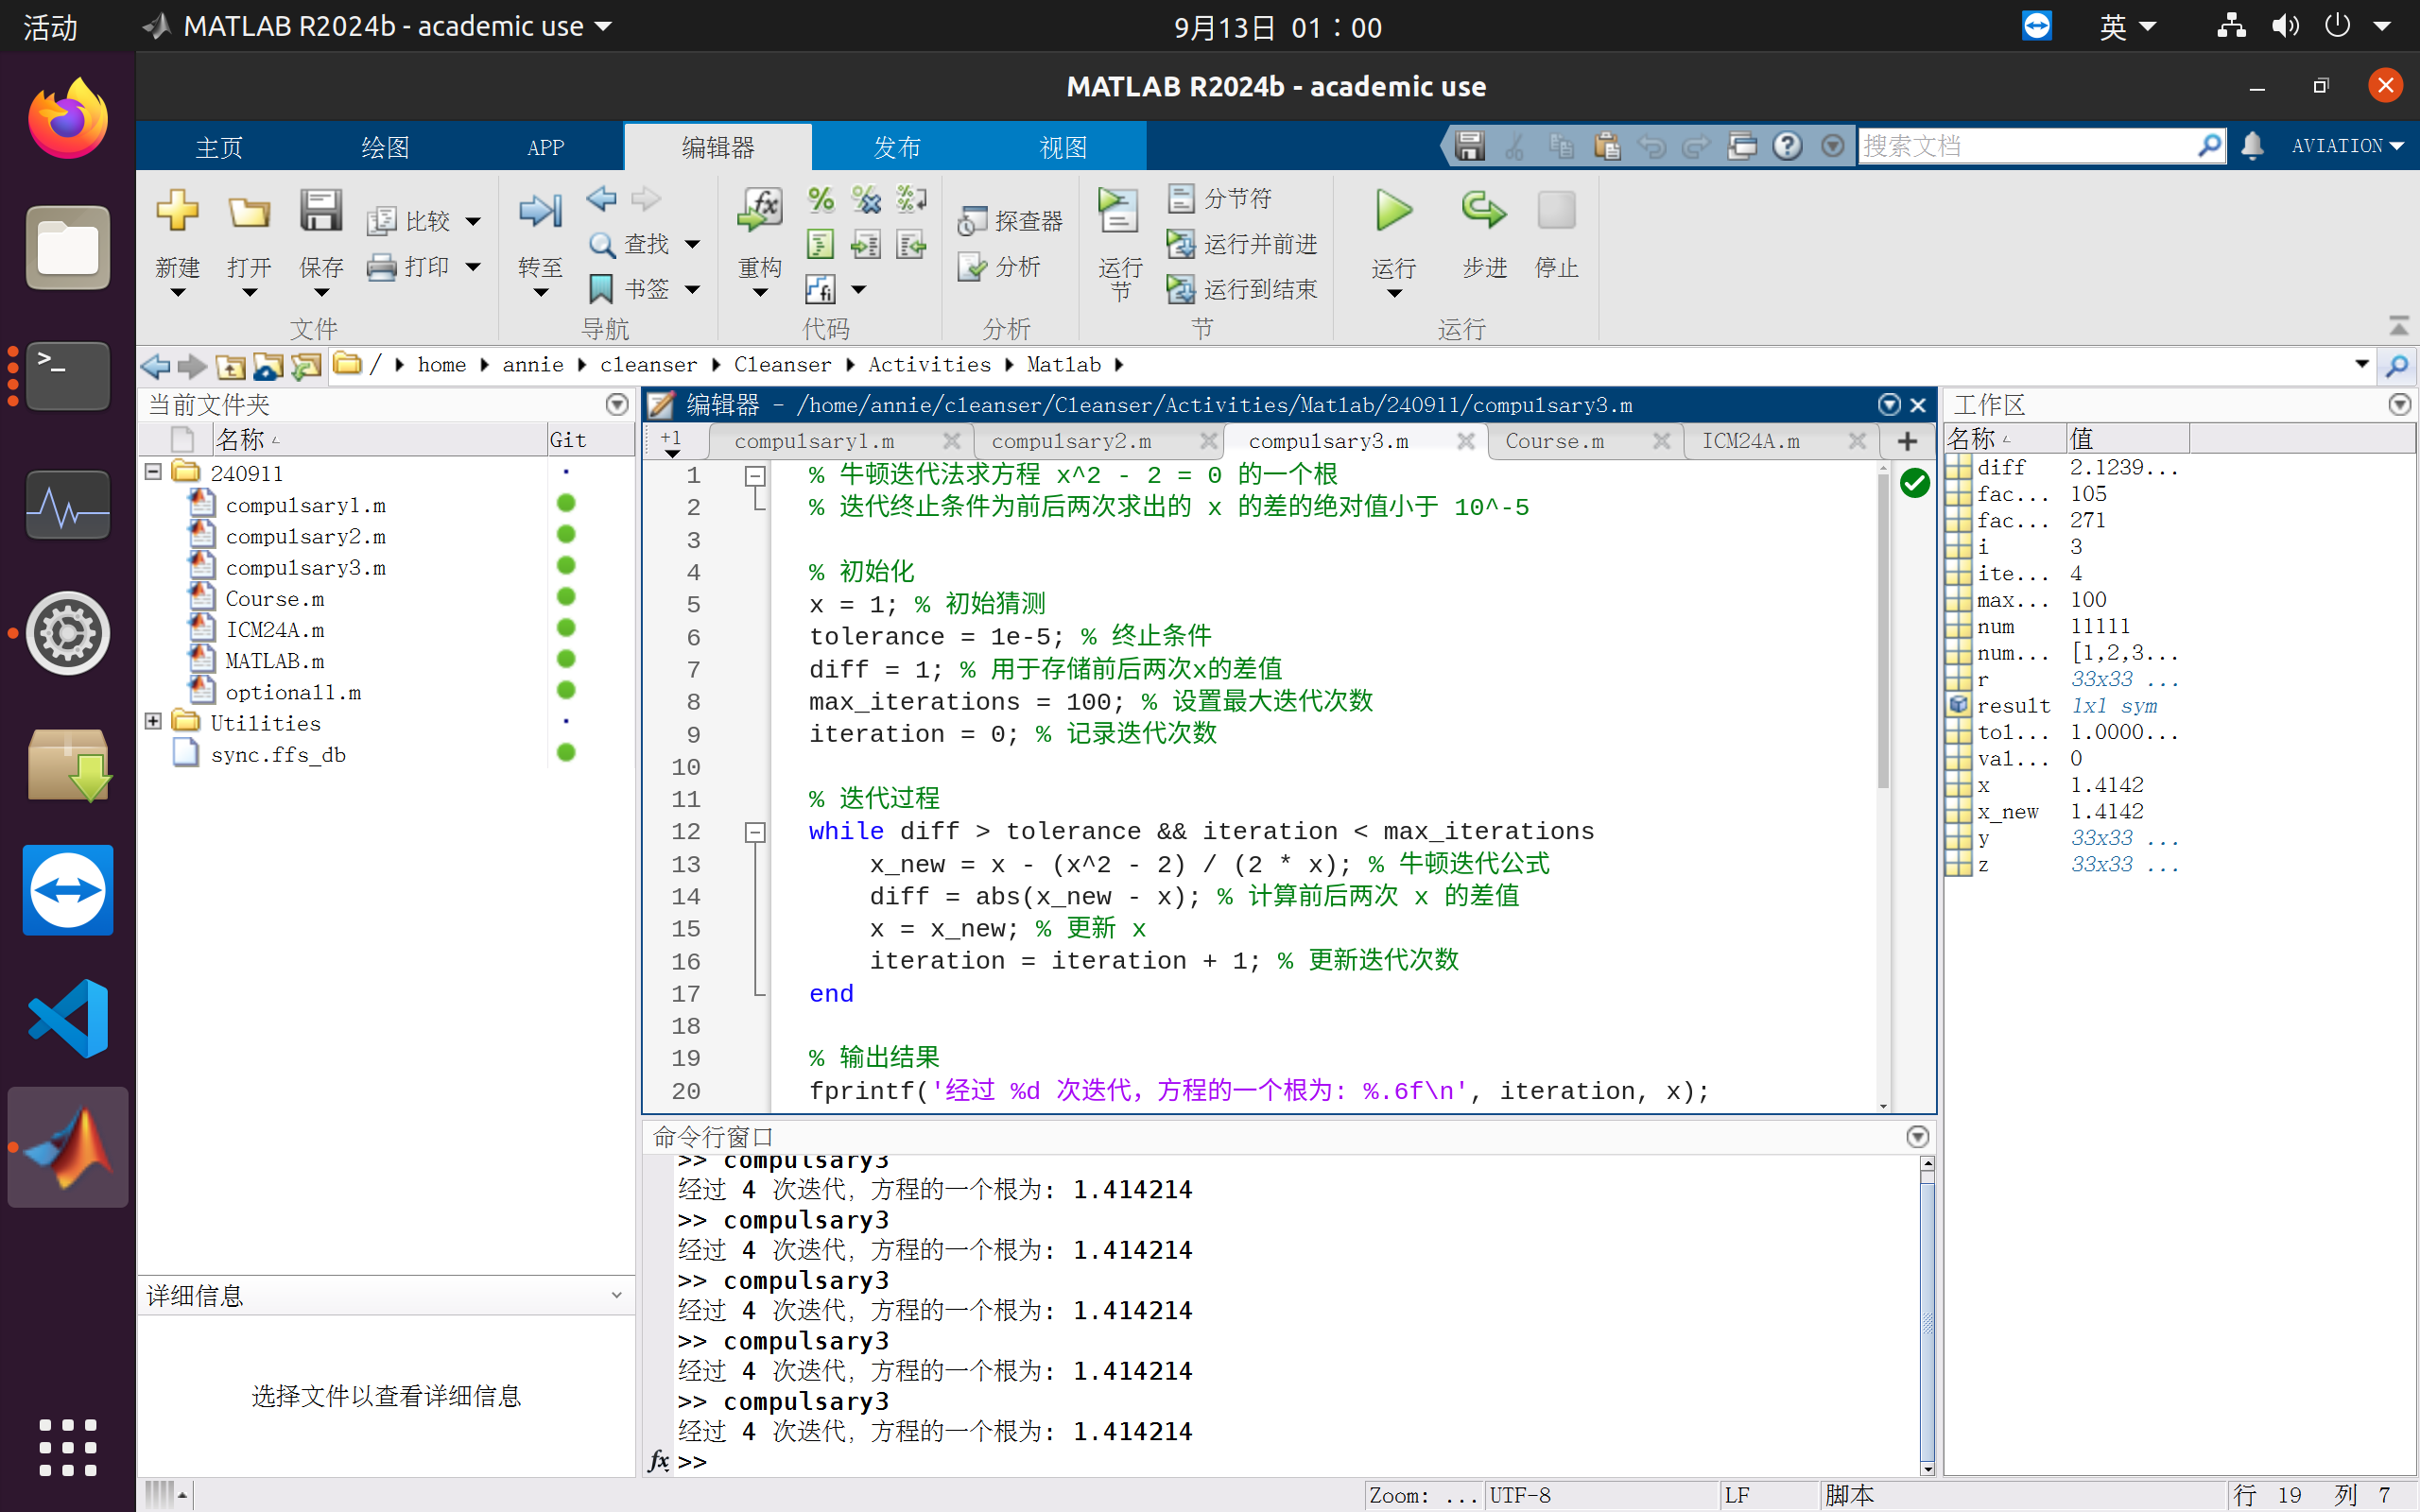 活动
MATLAB R2024b - academic use
9月13日 01：00
英
MATLAB R2024b - academic use
主页
绘图
APP
编辑器
发布
视图
搜索文档
AVIATION
新建
打开
保存
比较
打印
文件
转至
查找
书签
导航
重构
代码
探查器
分析
分析
运行节
分节符
运行并前进
运行到结束
节
运行
步进
停止
运行
/ home annie cleanser Cleanser Activities Matlab
当前文件夹
名称 Git
240911
compulsary1.m
compulsary2.m
compulsary3.m
Course.m
ICM24A.m
MATLAB.m
optional1.m
Utilities
sync.ffs_db
详细信息
选择文件以查看详细信息
编辑器 - /home/annie/cleanser/Cleanser/Activities/Matlab/240911/compulsary3.m
+1 compulsary1.m compulsary2.m compulsary3.m Course.m ICM24A.m
1 % 牛顿迭代法求方程 x^2 - 2 = 0 的一个根
2 % 迭代终止条件为前后两次求出的 x 的差的绝对值小于 10^-5
3
4 % 初始化
5 x = 1; % 初始猜测
6 tolerance = 1e-5; % 终止条件
7 diff = 1; % 用于存储前后两次x的差值
8 max_iterations = 100; % 设置最大迭代次数
9 iteration = 0; % 记录迭代次数
10
11 % 迭代过程
12 while diff > tolerance && iteration < max_iterations
13 x_new = x - (x^2 - 2) / (2 * x); % 牛顿迭代公式
14 diff = abs(x_new - x); % 计算前后两次 x 的差值
15 x = x_new; % 更新 x
16 iteration = iteration + 1; % 更新迭代次数
17 end
18
19 % 输出结果
20 fprintf('经过 %d 次迭代，方程的一个根为: %.6f\n', iteration, x);
命令行窗口
>> compulsary3
经过 4 次迭代，方程的一个根为: 1.414214
>> compulsary3
经过 4 次迭代，方程的一个根为: 1.414214
>> compulsary3
经过 4 次迭代，方程的一个根为: 1.414214
>> compulsary3
经过 4 次迭代，方程的一个根为: 1.414214
>> compulsary3
经过 4 次迭代，方程的一个根为: 1.414214
fx >>
工作区
名称 值
diff 2.1239...
fac... 105
fac... 271
i 3
ite... 4
max... 100
num 11111
num... [1,2,3...
r 33x33 ...
result 1x1 sym
tol... 1.0000...
val... 0
x 1.4142
x_new 1.4142
y 33x33 ...
z 33x33 ...
Zoom: ... UTF-8 LF 脚本 行 19 列 7